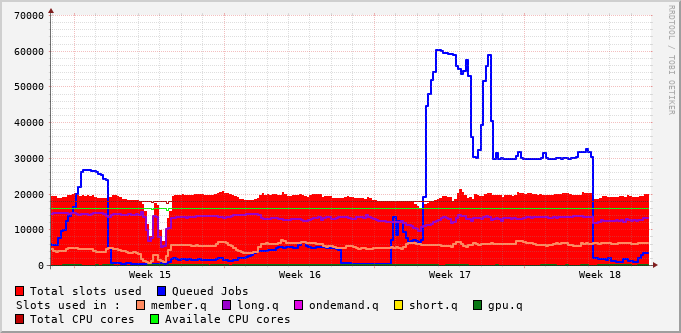 RRDTOOL / TOBI OETIKER
70000
60000
50000
40000
30000
20000
10000
0
Week 15 Week 16 Week 17 Week 18
Total slots used Queued Jobs
Slots used in : member.q long.q ondemand.q short.q gpu.q
Total CPU cores Availale CPU cores